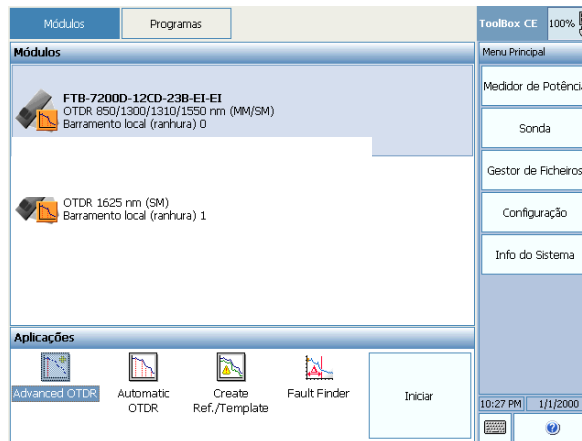 Módulos
Programas
ToolBox CE
100%
Módulos
Menu Principal
FTB-7200D-12CD-23B-EI-EI
OTDR 850/1300/1310/1550 nm (MM/SM)
Barramento local (ranhura) 0
OTDR 1625 nm (SM)
Barramento local (ranhura) 1
Medidor de Potência
Sonda
Gestor de Ficheiros
Configuração
Info do Sistema
Aplicações
Advanced OTDR
Automatic
OTDR
Create
Ref./Template
Fault Finder
Iniciar
10:27 PM
1/1/2000